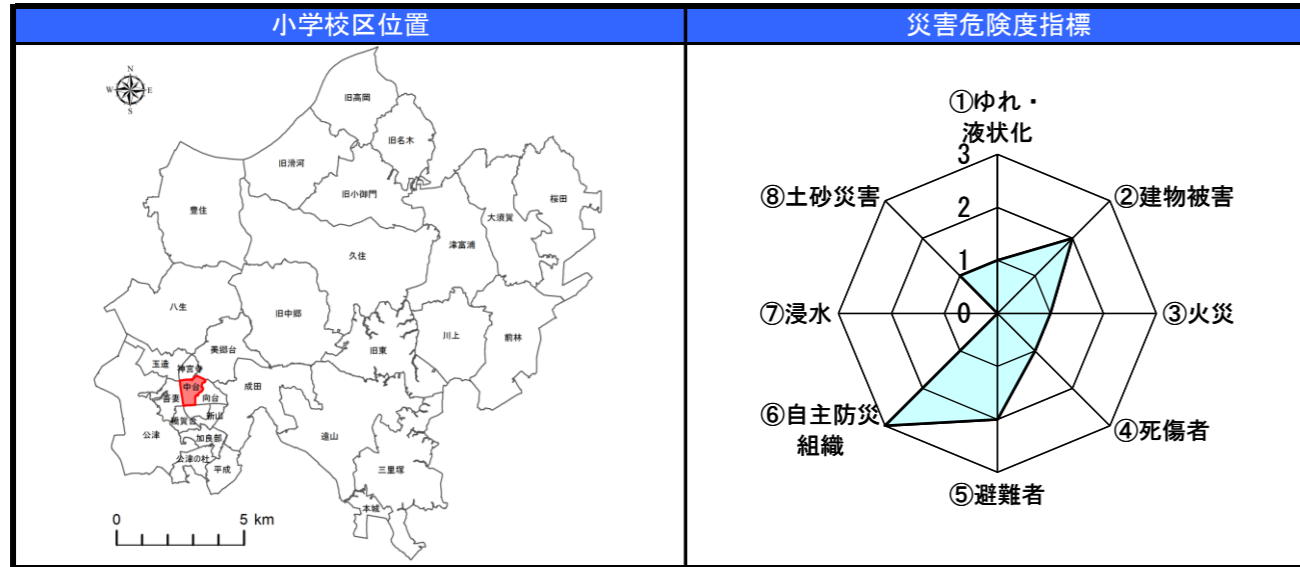 小学校区位置
災害危険度指標
N
W
E
S
旧高岡
旧名木
旧滑河
旧小御門
桜田
大須賀
豊住
津富浦
久住
八生
旧中郷
川上
前林
旧東
美郷台
玉造
神宮寺
中台
成田
吾妻
向台
新山
橋賀台
公津
加良部
遠山
公津の杜
平成
三里塚
本城
0
5 km
①ゆれ・
液状化
3
⑧土砂災害
②建物被害
2
1
⑦浸水
0
③火災
⑥自主防災
組織
④死傷者
⑤避難者